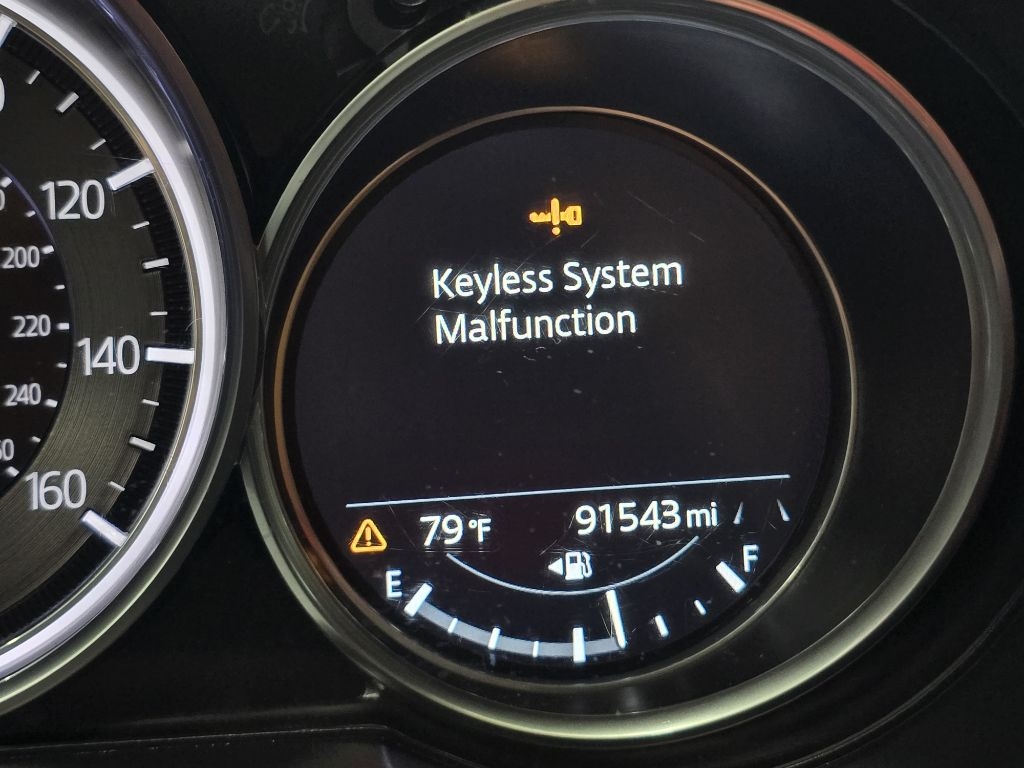 120
200
220
140
240
160
Keyless System
Malfunction
79°F
91543 mi
E
F